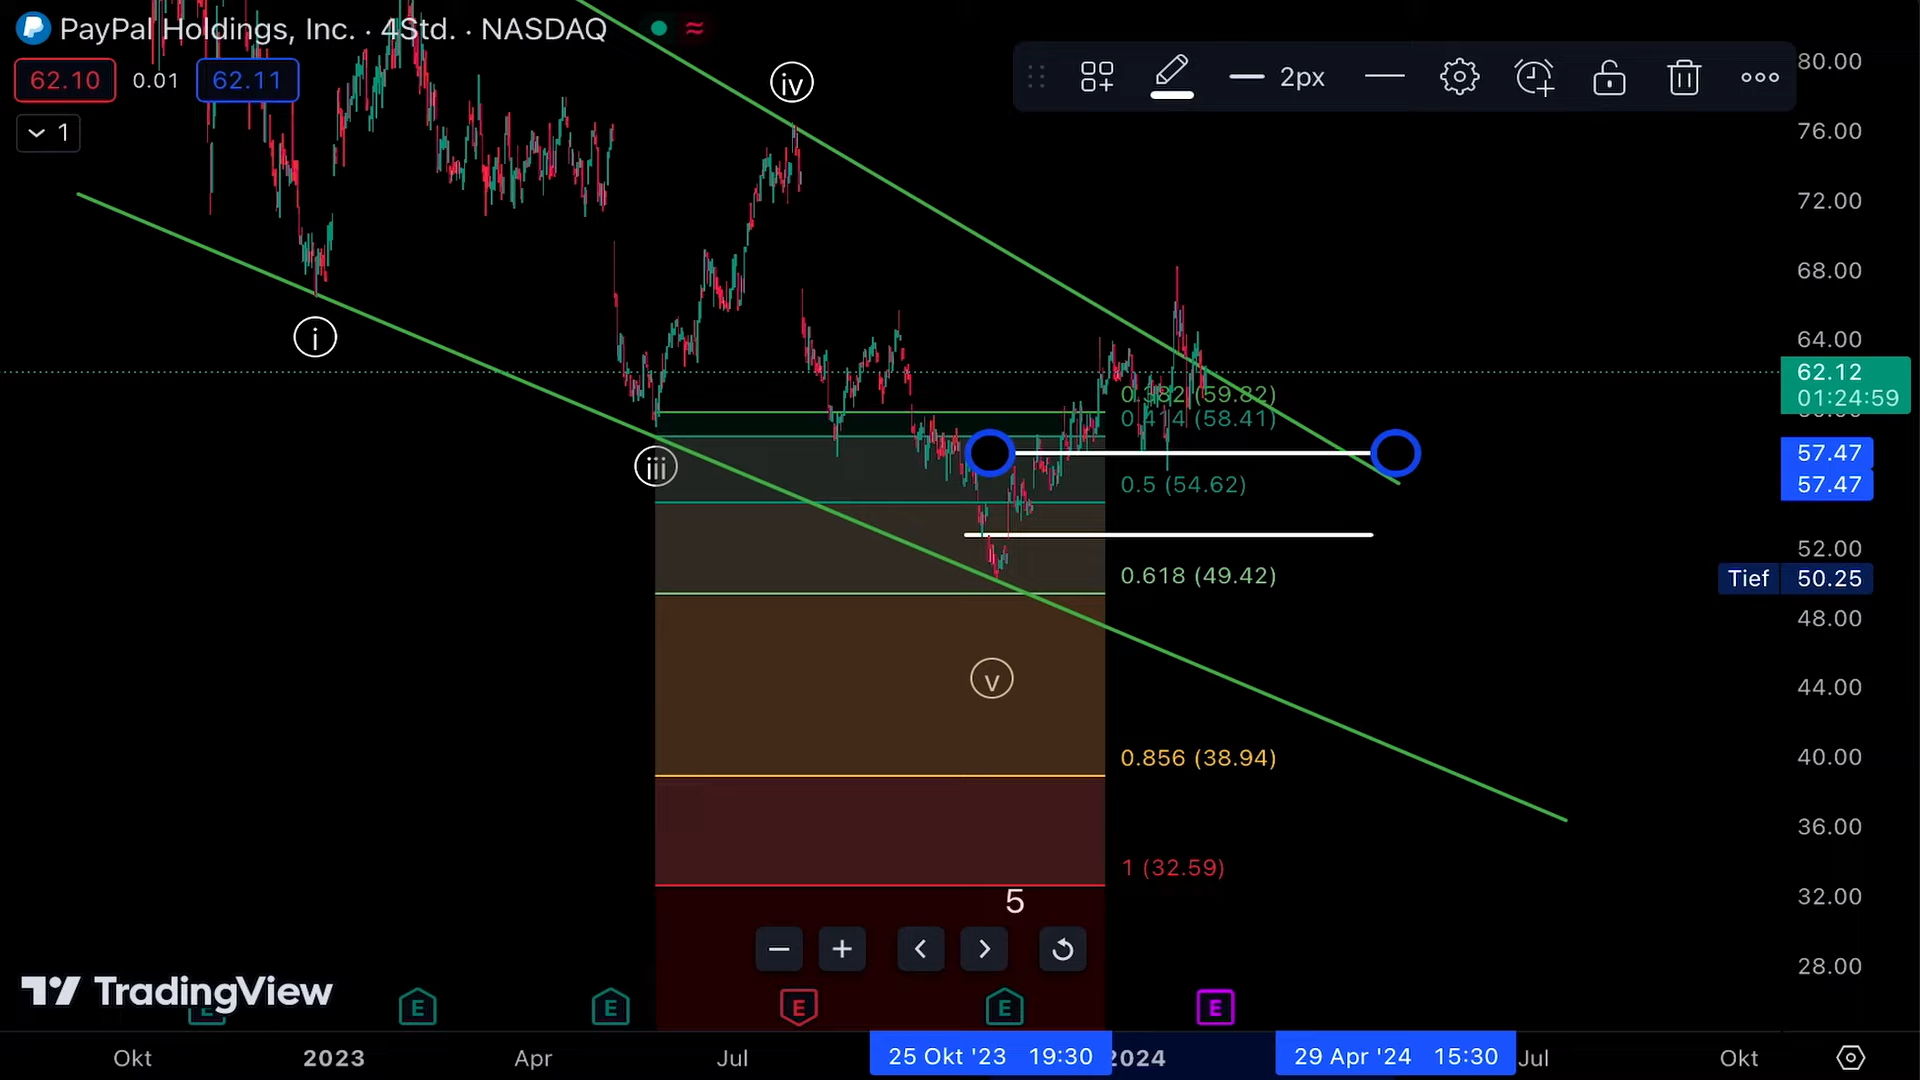 PayPal Holdings, Inc. · 4Std. · NASDAQ
62.10 0.01 62.11
1
2px
80.00
76.00
72.00
68.00
64.00
62.12
01:24:59
57.47
57.47
52.00
Tief 50.25
48.00
44.00
40.00
36.00
32.00
28.00
iv
i
iii
v
5
0.382 (59.82)
0.414 (58.41)
0.5 (54.62)
0.618 (49.42)
0.856 (38.94)
1 (32.59)
TradingView
E E E E E E
Okt 2023 Apr Jul 25 Okt '23 19:30 2024 29 Apr '24 15:30 Jul Okt